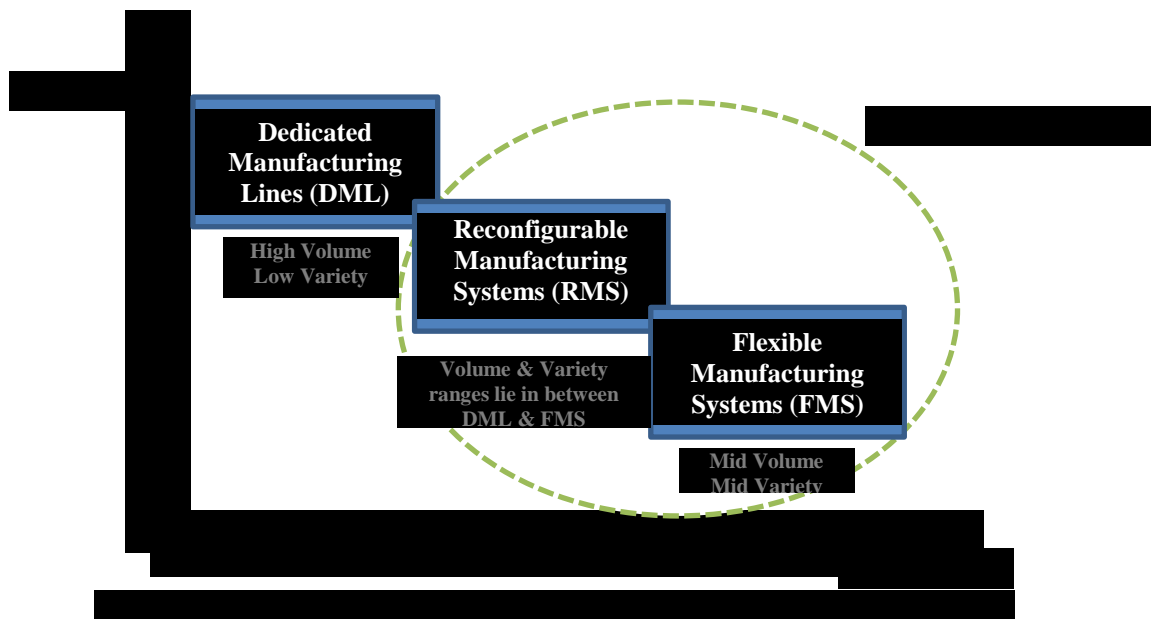 Dedicated
Manufacturing
Lines (DML)
High Volume
Low Variety
Reconfigurable
Manufacturing
Systems (RMS)
Volume & Variety
ranges lie in between
DML & FMS
Flexible
Manufacturing
Systems (FMS)
Mid Volume
Mid Variety